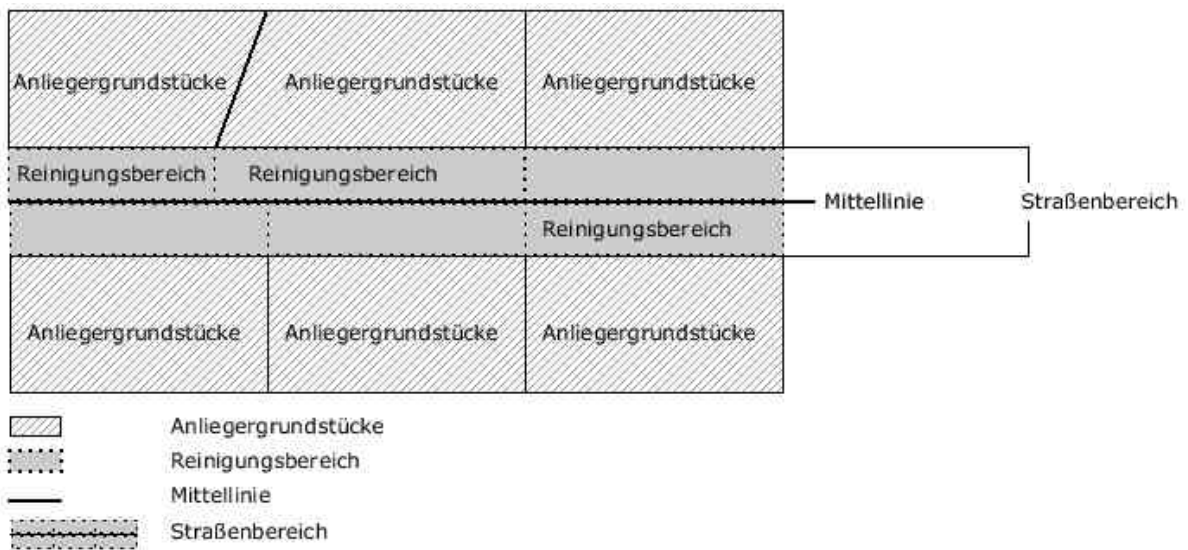 Anliegergrundstücke Anliegergrundstücke Anliegergrundstücke
Reinigungsbereich Reinigungsbereich
Mittellinie Straßenbereich
Reinigungsbereich
Anliegergrundstücke Anliegergrundstücke Anliegergrundstücke
Anliegergrundstücke
Reinigungsbereich
Mittellinie
Straßenbereich